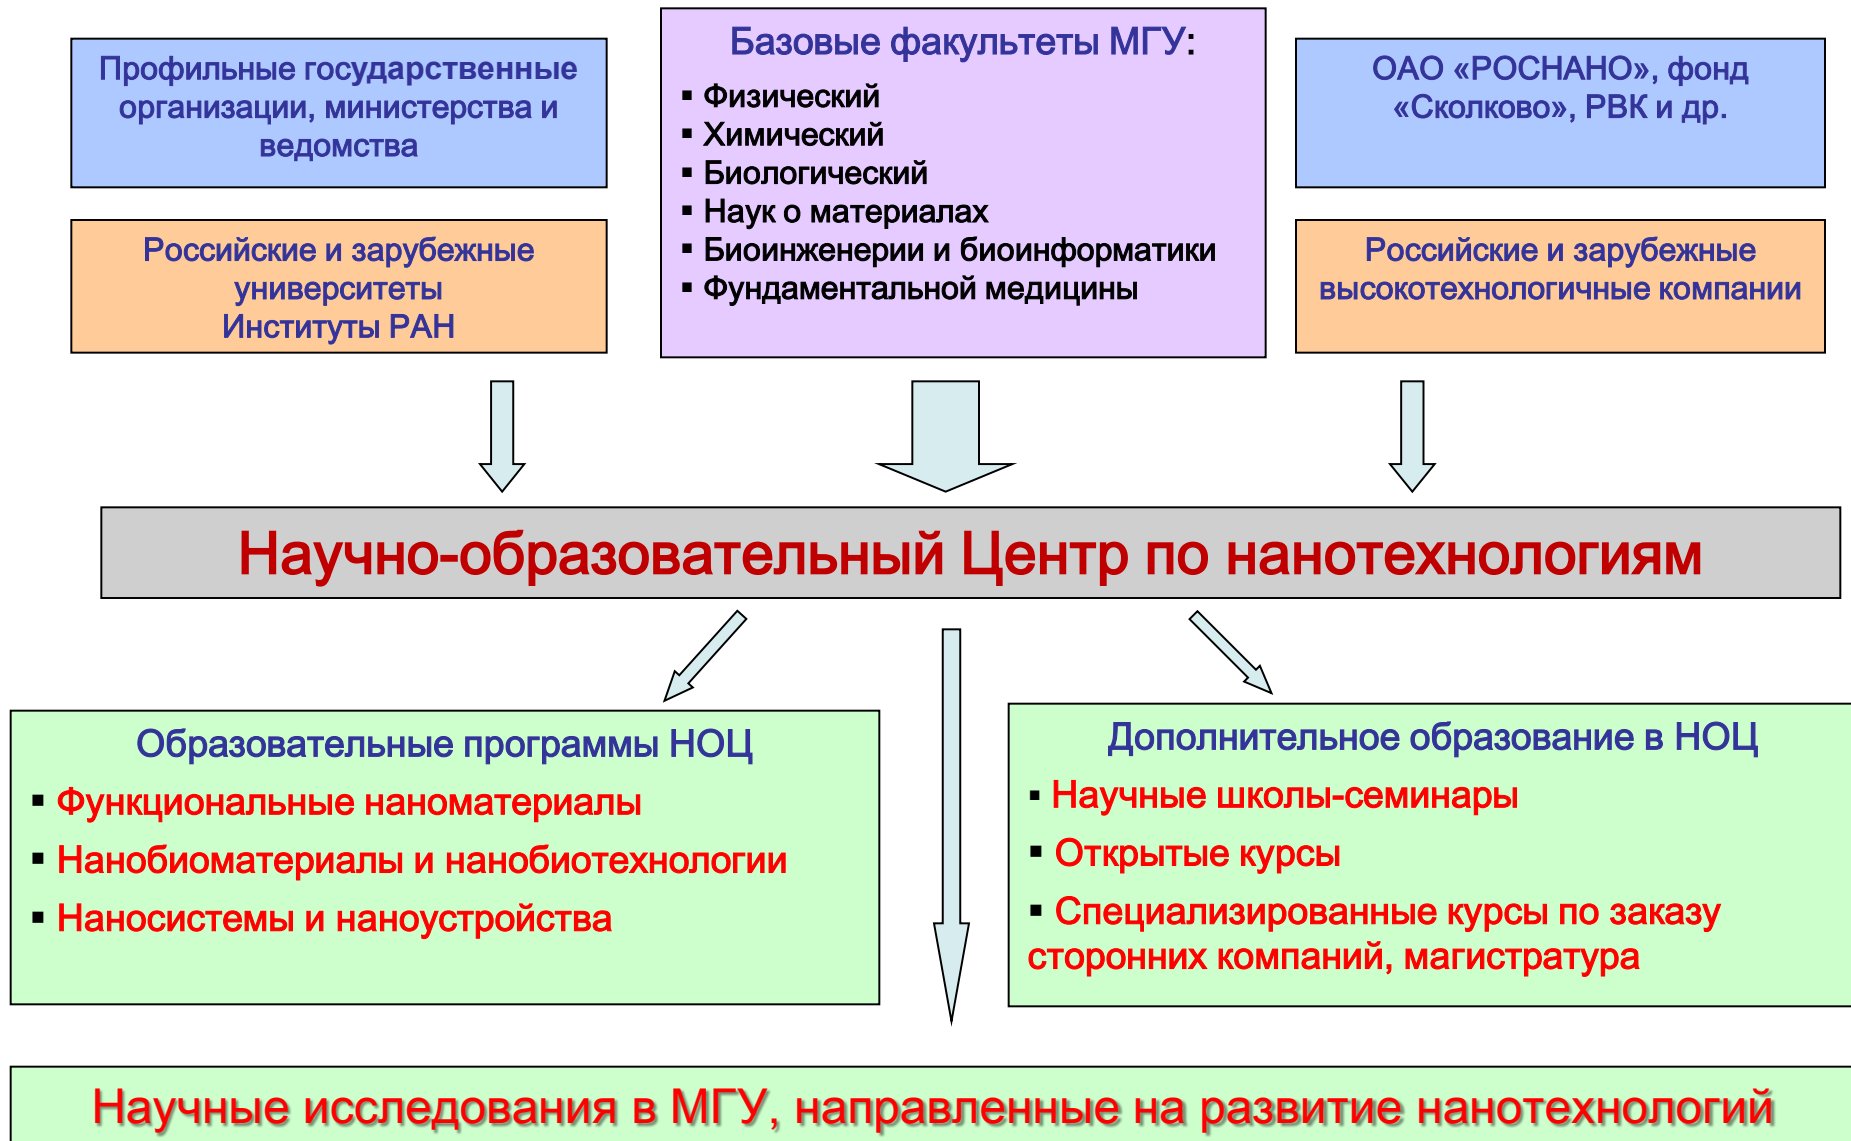 Профильные государственные
организации, министерства и
ведомства
Российские и зарубежные
университеты
Институты РАН
Базовые факультеты МГУ:
▪ Физический
▪ Химический
▪ Биологический
▪ Наук о материалах
▪ Биоинженерии и биоинформатики
▪ Фундаментальной медицины
ОАО «РОСНАНО», фонд
«Сколково», РВК и др.
Российские и зарубежные
высокотехнологичные компании
Научно-образовательный Центр по нанотехнологиям
Образовательные программы НОЦ
▪ Функциональные наноматериалы
▪ Нанобиоматериалы и нанобиотехнологии
▪ Наносистемы и наноустройства
Дополнительное образование в НОЦ
▪ Научные школы-семинары
▪ Открытые курсы
▪ Специализированные курсы по заказу
сторонних компаний, магистратура
Научные исследования в МГУ, направленные на развитие нанотехнологий